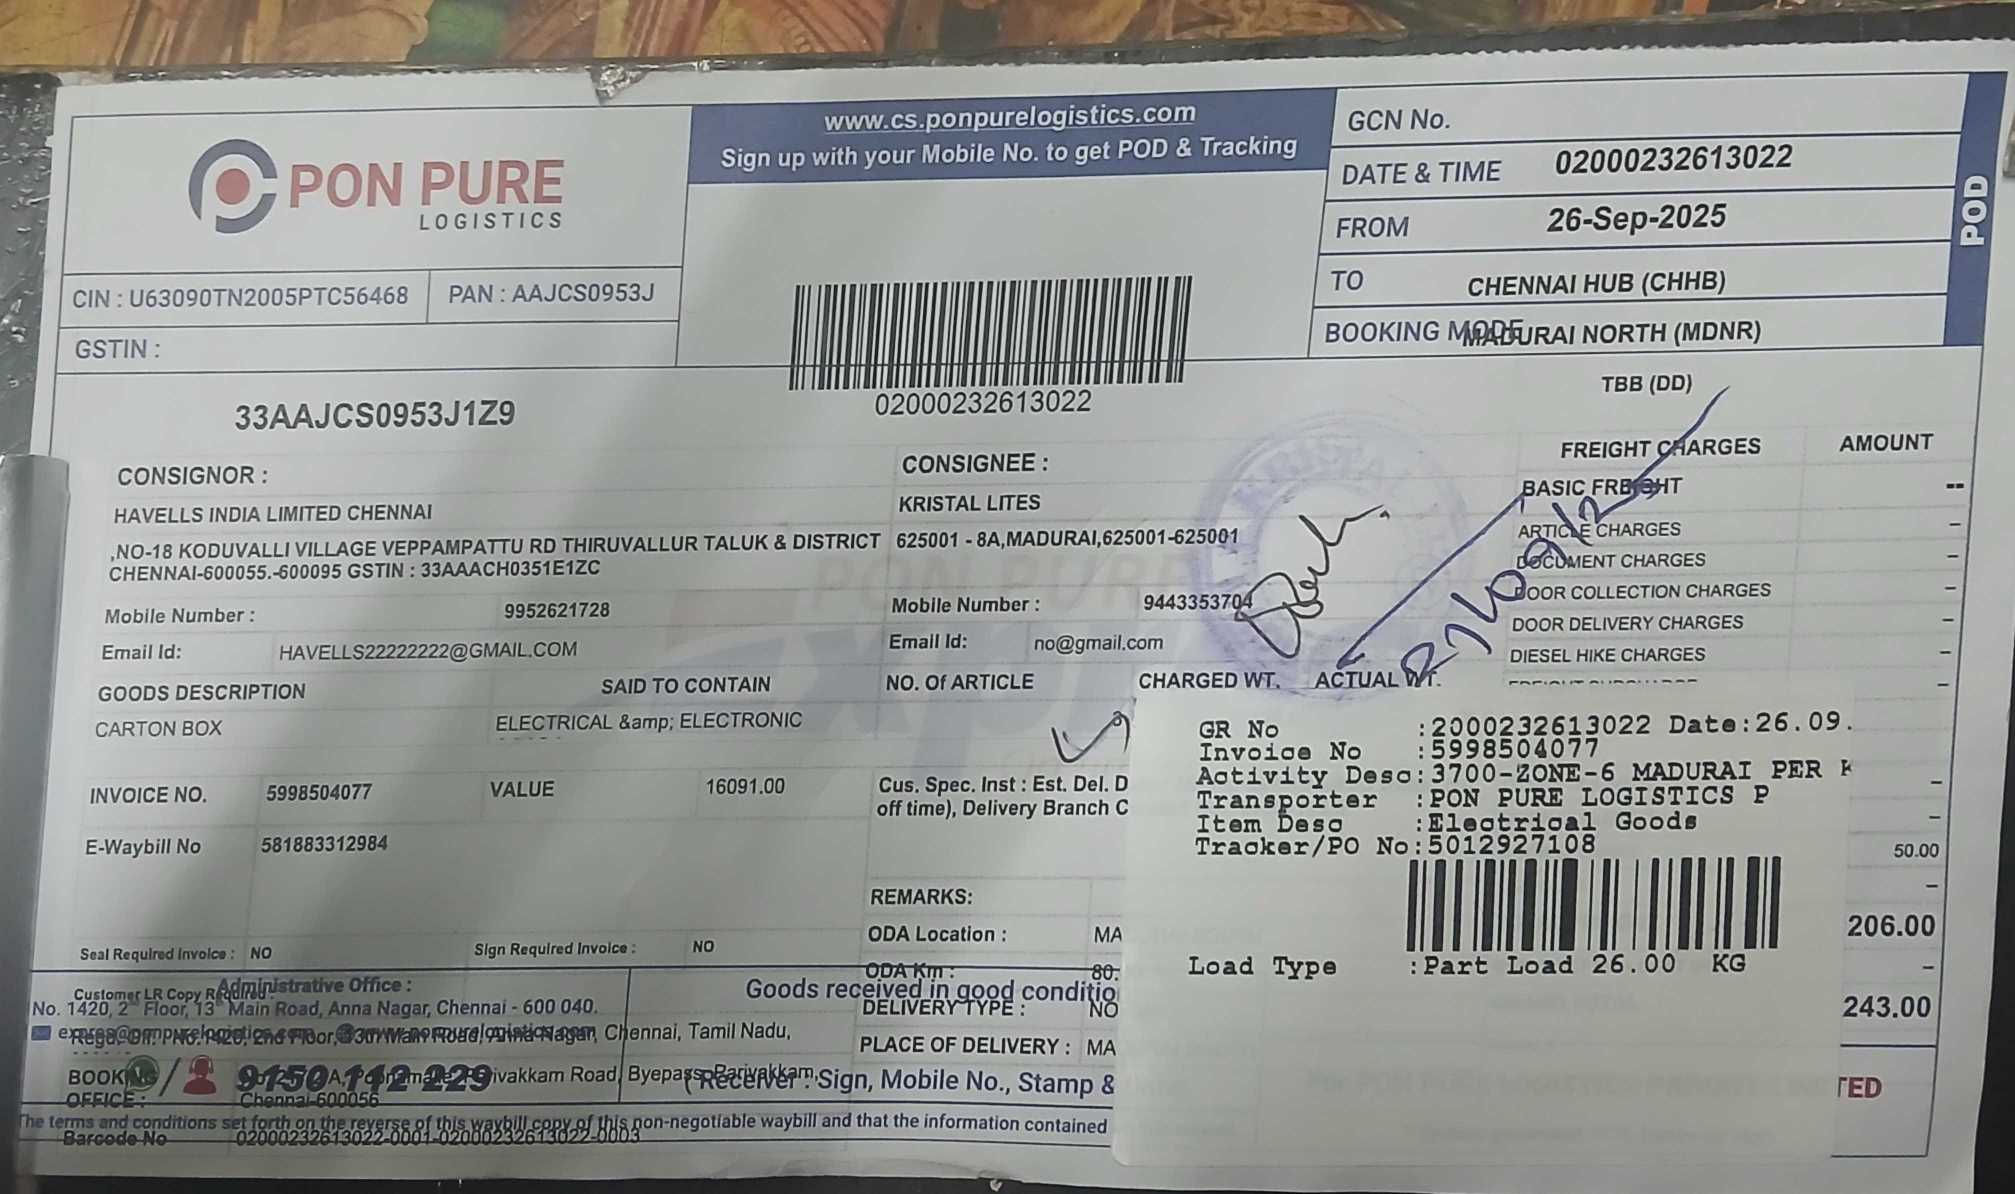 PON PURE
LOGISTICS
www.cs.ponpurelogistics.com
Sign up with your Mobile No. to get POD & Tracking
GCN No.
DATE & TIME 02000232613022
FROM 26-Sep-2025
TO CHENNAI HUB (CHHB)
BOOKING MODE MADURAI NORTH (MDNR)
TBB (DD)
POD
CIN : U63090TN2005PTC56468 PAN : AAJCS0953J
GSTIN :
33AAJCS0953J1Z9
02000232613022
CONSIGNOR :
HAVELLS INDIA LIMITED CHENNAI
,NO-18 KODUVALLI VILLAGE VEPPAMPATTU RD THIRUVALLUR TALUK & DISTRICT
CHENNAI-600055.-600095 GSTIN : 33AAACH0351E1ZC
Mobile Number : 9952621728
Email Id: HAVELLS22222222@GMAIL.COM
CONSIGNEE :
KRISTAL LITES
625001 - 8A,MADURAI,625001-625001
Mobile Number : 9443353704
Email Id: no@gmail.com
FREIGHT CHARGES AMOUNT
BASIC FREIGHT --
ARTICLE CHARGES -
DOCUMENT CHARGES -
DOOR COLLECTION CHARGES -
DOOR DELIVERY CHARGES -
DIESEL HIKE CHARGES -
GOODS DESCRIPTION SAID TO CONTAIN NO. Of ARTICLE CHARGED WT. ACTUAL WT.
CARTON BOX ELECTRICAL &amp; ELECTRONIC
INVOICE NO. 5998504077 VALUE 16091.00
E-Waybill No 581883312984
Cus. Spec. Inst : Est. Del. D
off time), Delivery Branch C
REMARKS:
ODA Location : MA
ODA Km : 80.
DELIVERY TYPE : NO
PLACE OF DELIVERY : MA
GR No :2000232613022 Date:26.09.
Invoice No :5998504077
Activity Desc:3700-ZONE-6 MADURAI PER K
Transporter :PON PURE LOGISTICS P
Item Desc :Electrical Goods
Tracker/PO No:5012927108
Load Type :Part Load 26.00 KG
50.00
206.00
243.00
TED
Seal Required Invoice : NO Sign Required Invoice : NO
Customer LR Copy Required :
Administrative Office :
No. 1420, 2nd Floor, 13th Main Road, Anna Nagar, Chennai - 600 040.
Chennai, Tamil Nadu,
Goods received in good conditio
(Receiver : Sign, Mobile No., Stamp &
BOOKING
OFFICE :
9150 112 229
Road, Byepass, Parivakkam,
Chennai-600056
The terms and conditions set forth on the reverse of this waybill copy of this non-negotiable waybill and that the information contained
Barcode No 02000232613022-0001-02000232613022-0003